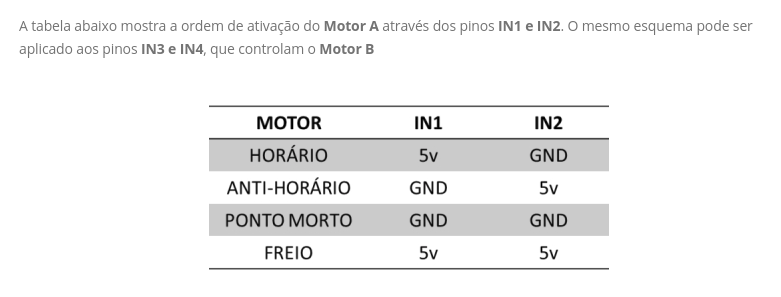 A tabela abaixo mostra a ordem de ativação do Motor A através dos pinos IN1 e IN2. O mesmo esquema pode ser
aplicado aos pinos IN3 e IN4, que controlam o Motor B
MOTOR IN1 IN2
HORÁRIO 5v GND
ANTI-HORÁRIO GND 5v
PONTO MORTO GND GND
FREIO 5v 5v